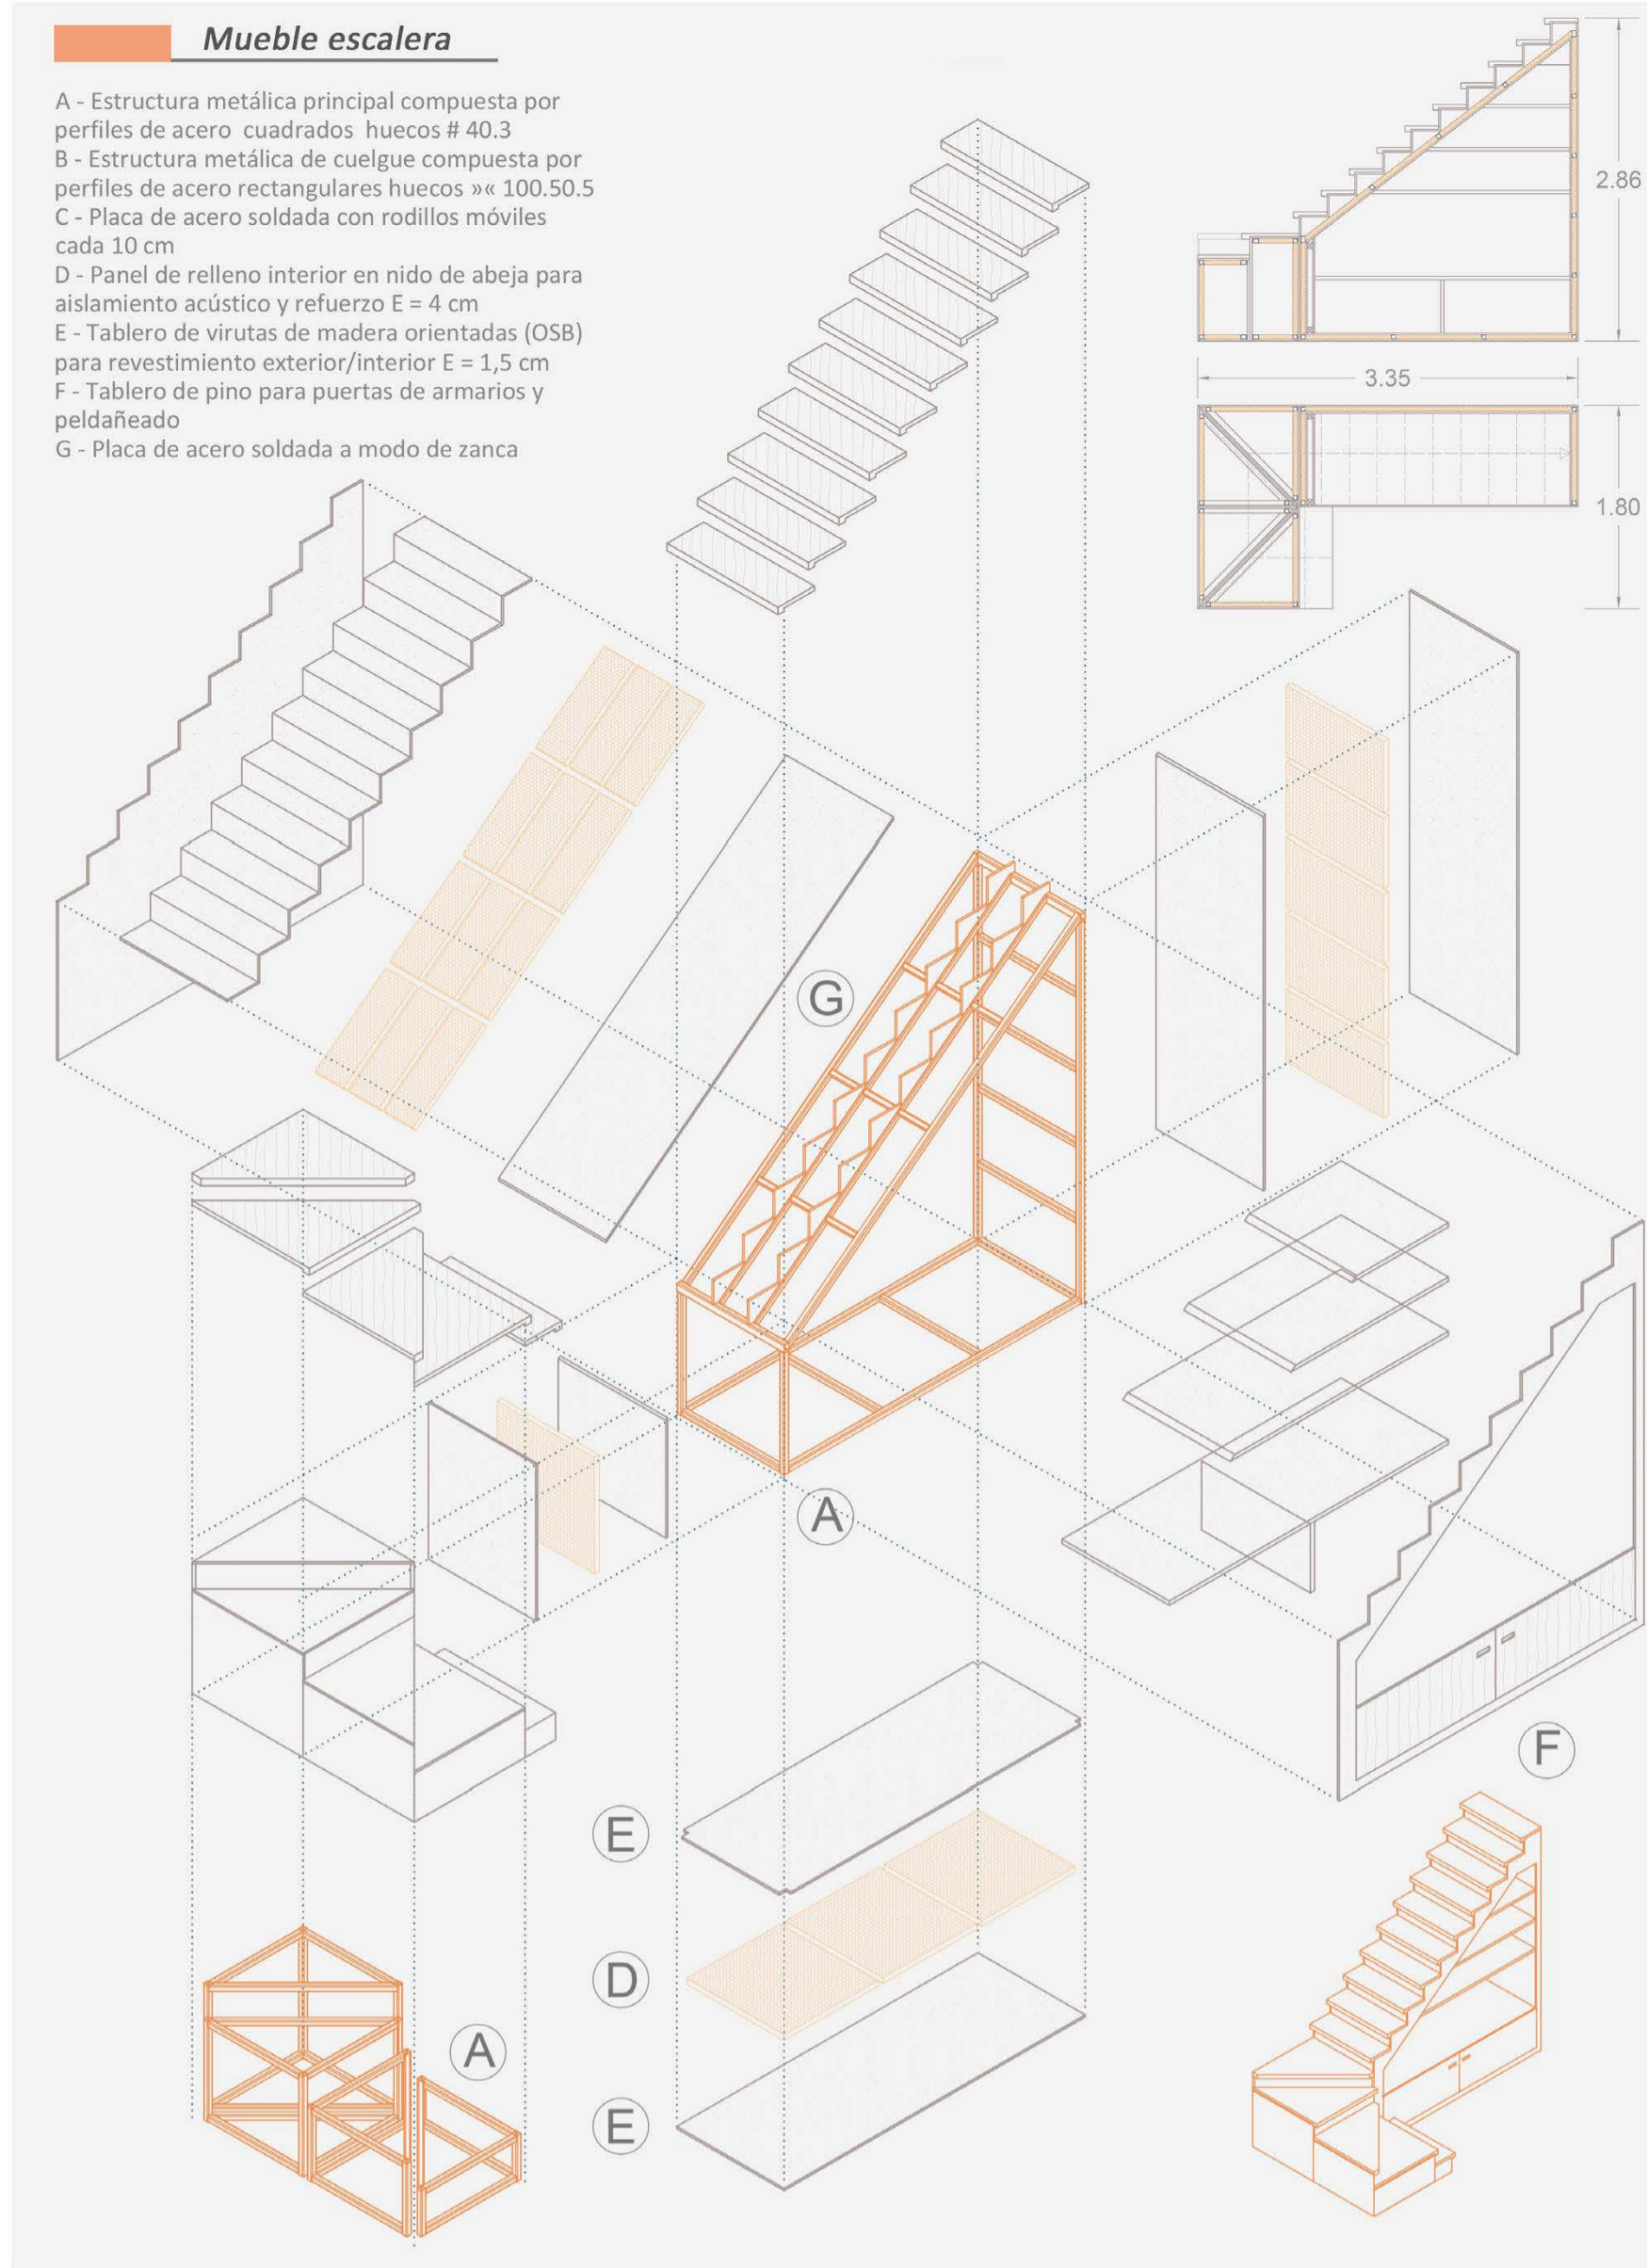 Mueble escalera
A - Estructura metálica principal compuesta por
perfiles de acero cuadrados huecos # 40.3
B - Estructura metálica de cuelgue compuesta por
perfiles de acero rectangulares huecos »« 100.50.5
C - Placa de acero soldada con rodillos móviles
cada 10 cm
D - Panel de relleno interior en nido de abeja para
aislamiento acústico y refuerzo E = 4 cm
E - Tablero de virutas de madera orientadas (OSB)
para revestimiento exterior/interior E = 1,5 cm
F - Tablero de pino para puertas de armarios y
peldañeado
G - Placa de acero soldada a modo de zanca
2.86
3.35
1.80
G
A
F
E
D
A
E